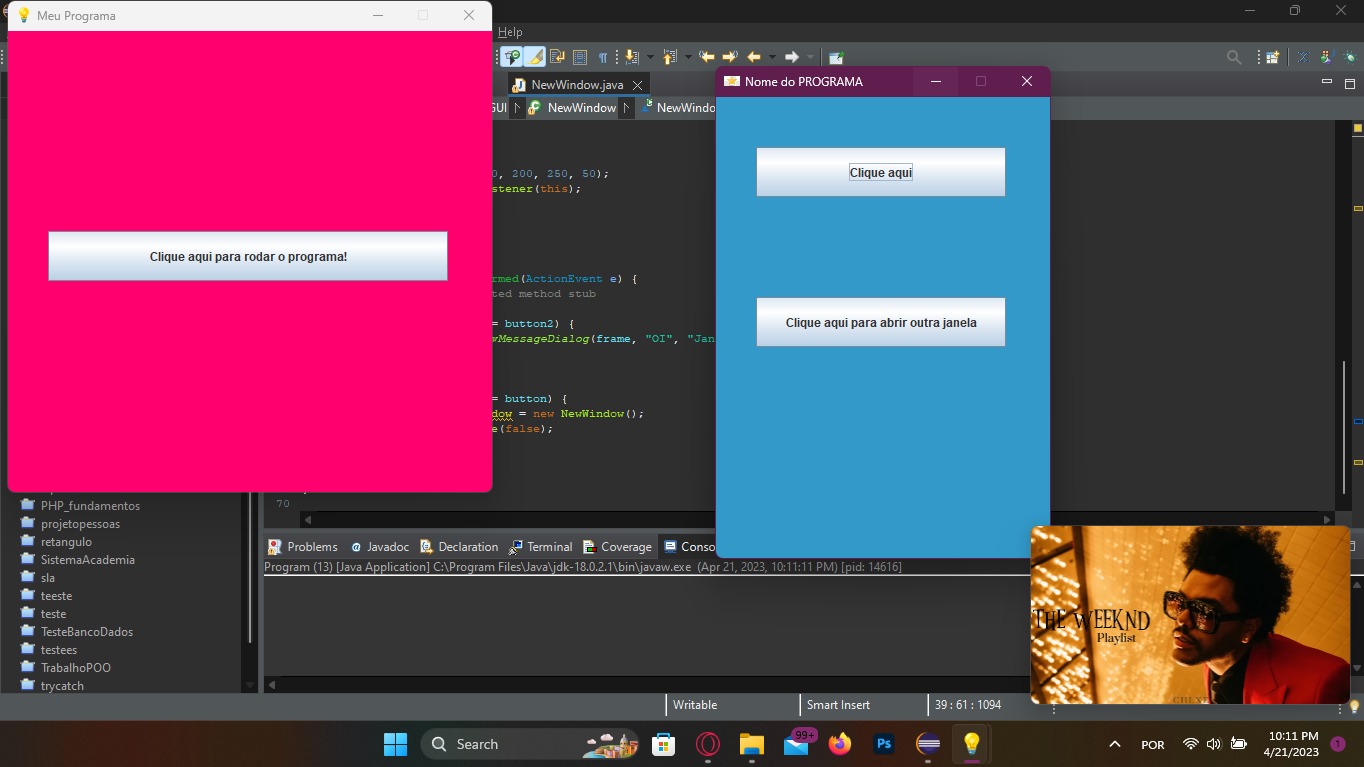 Meu Programa
Help
NewWindow.java
GUI NewWindow NewWindo
Nome do PROGRAMA
0, 200, 250, 50);
stener(this);
Clique aqui
Clique aqui para rodar o programa!
rmed(ActionEvent e) {
ted method stub
= button2) {
wMessageDialog(frame, "OI", "Jan
Clique aqui para abrir outra janela
= button) {
dow = new NewWindow();
e(false);
70
PHP_fundamentos
projetopessoas
retangulo
SistemaAcademia
sla
teeste
teste
TesteBancoDados
testees
TrabalhoPOO
trycatch
Problems
Javadoc
Declaration
Terminal
Coverage
Conso
Program (13) [Java Application] C:\Program Files\Java\jdk-18.0.2.1\bin\javaw.exe (Apr 21, 2023, 10:11:11 PM) [pid: 14616]
THE WEEKND
Playlist
Writable
Smart Insert
39 : 61 : 1094
Search
99+
Ps
POR
10:11 PM
4/21/2023
1